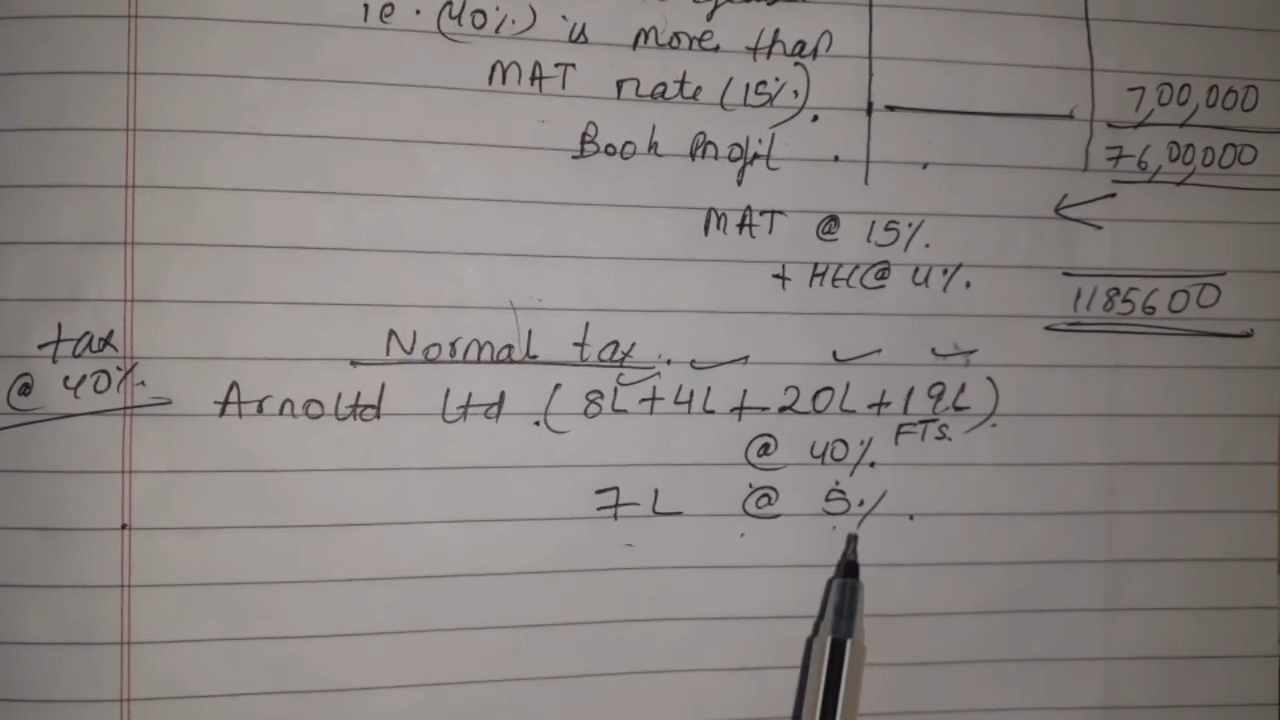 ie. (40%) is more than
MAT rate (15%). 7,00,000
Book Profit . 76,00,000
MAT @ 15%.
+ HEC @ 4%. 1185600
tax
@ 40%.
Normal tax.
Arnoltd Ltd. (8L + 4L + 20L + 19L)
FTS.
@ 40%.
7L @ 5%.